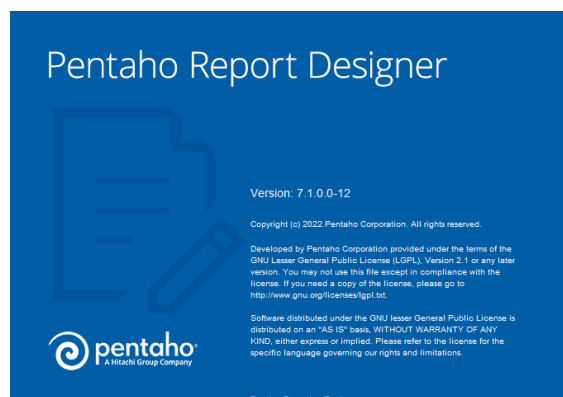 Pentaho Report Designer
Version: 7.1.0.0-12
Copyright (c) 2022 Pentaho Corporation. All rights reserved.
Developed by Pentaho Corporation provided under the terms of the
GNU Lesser General Public License (LGPL), Version 2.1 or any later
version. You may not use this file except in compliance with the
license. If you need a copy of the license, please go to
http://www.gnu.org/licenses/lgpl.txt.
Software distributed under the GNU lesser General Public License is
distributed on an "AS IS" basis, WITHOUT WARRANTY OF ANY
KIND, either express or implied. Please refer to the license for the
specific language governing our rights and limitations.
pentaho
A Hitachi Group Company